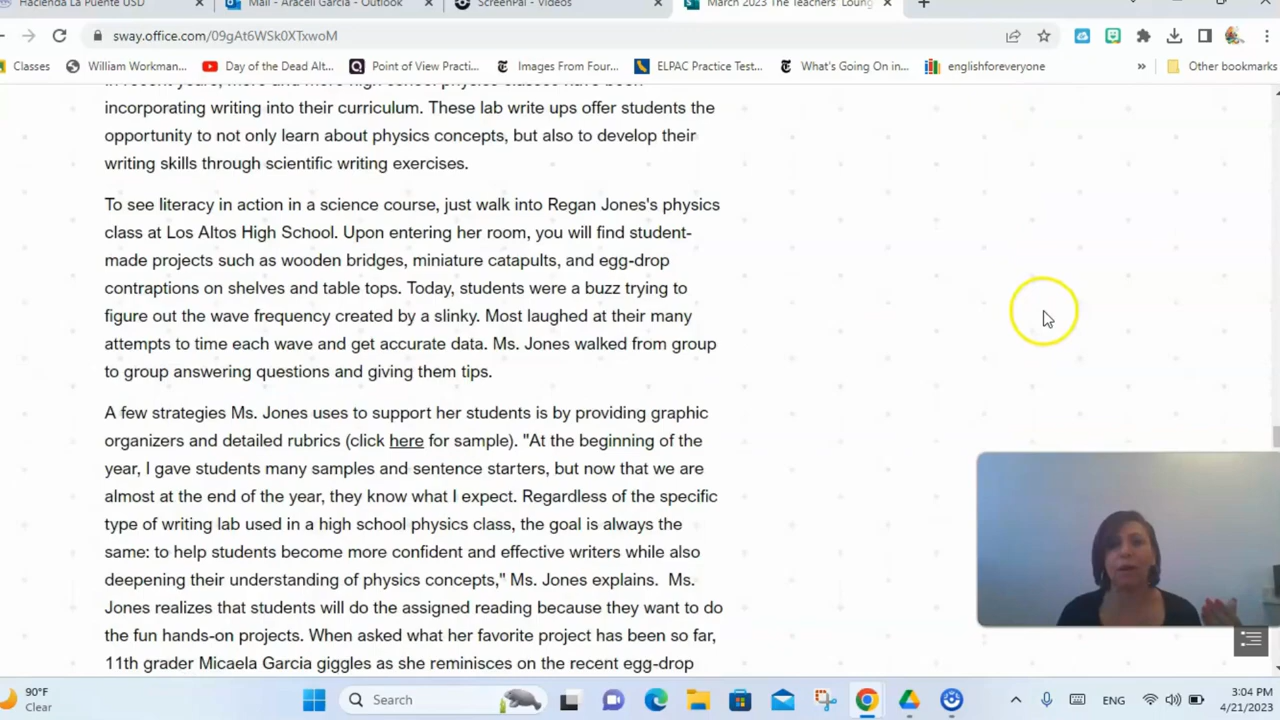 Hacienda La Puente USD
Mail - Araceli Garcia - Outlook
ScreenPal - Videos
March 2023 The Teachers' Loung
sway.office.com/09gAt6WSk0XTxwoM
Classes
William Workman...
Day of the Dead Alt...
Point of View Practi...
Images From Four...
ELPAC Practice Test...
What's Going On in...
englishforeveryone
»
Other bookmarks
In recent years, more and more high school physics classes have been
incorporating writing into their curriculum. These lab write ups offer students the
opportunity to not only learn about physics concepts, but also to develop their
writing skills through scientific writing exercises.
To see literacy in action in a science course, just walk into Regan Jones's physics
class at Los Altos High School. Upon entering her room, you will find student-
made projects such as wooden bridges, miniature catapults, and egg-drop
contraptions on shelves and table tops. Today, students were a buzz trying to
figure out the wave frequency created by a slinky. Most laughed at their many
attempts to time each wave and get accurate data. Ms. Jones walked from group
to group answering questions and giving them tips.
A few strategies Ms. Jones uses to support her students is by providing graphic
organizers and detailed rubrics (click here for sample). "At the beginning of the
year, I gave students many samples and sentence starters, but now that we are
almost at the end of the year, they know what I expect. Regardless of the specific
type of writing lab used in a high school physics class, the goal is always the
same: to help students become more confident and effective writers while also
deepening their understanding of physics concepts," Ms. Jones explains.  Ms.
Jones realizes that students will do the assigned reading because they want to do
the fun hands-on projects. When asked what her favorite project has been so far,
11th grader Micaela Garcia giggles as she reminisces on the recent egg-drop
90°F
Clear
Search
ENG
3:04 PM
4/21/2023